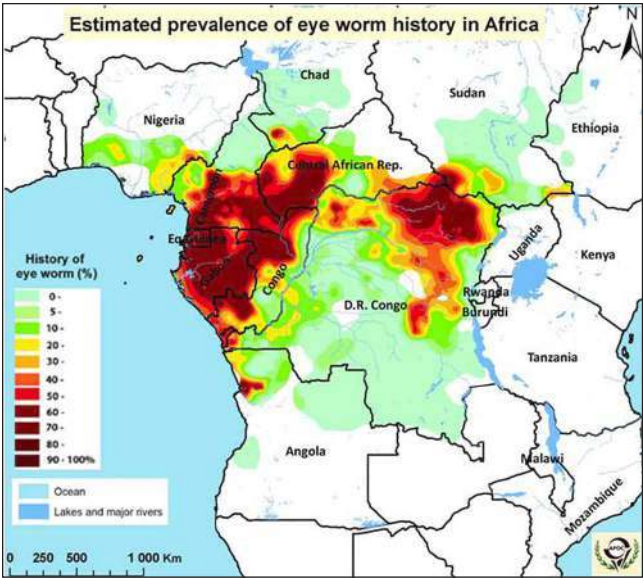 Estimated prevalence of eye worm history in Africa
N
Chad
Sudan
Nigeria
Ethiopia
Central African Rep.
Cameroon
Eq Guinea
Gabon
Congo
Uganda
Kenya
D.R. Congo
Rwanda
Burundi
Tanzania
Angola
Malawi
Mozambique
History of
eye worm (%)
0 -
5 -
10 -
20 -
30 -
40 -
50 -
60 -
70 -
80 -
90 - 100%
Ocean
Lakes and major rivers
0 250 500 1 000 Km
APOC